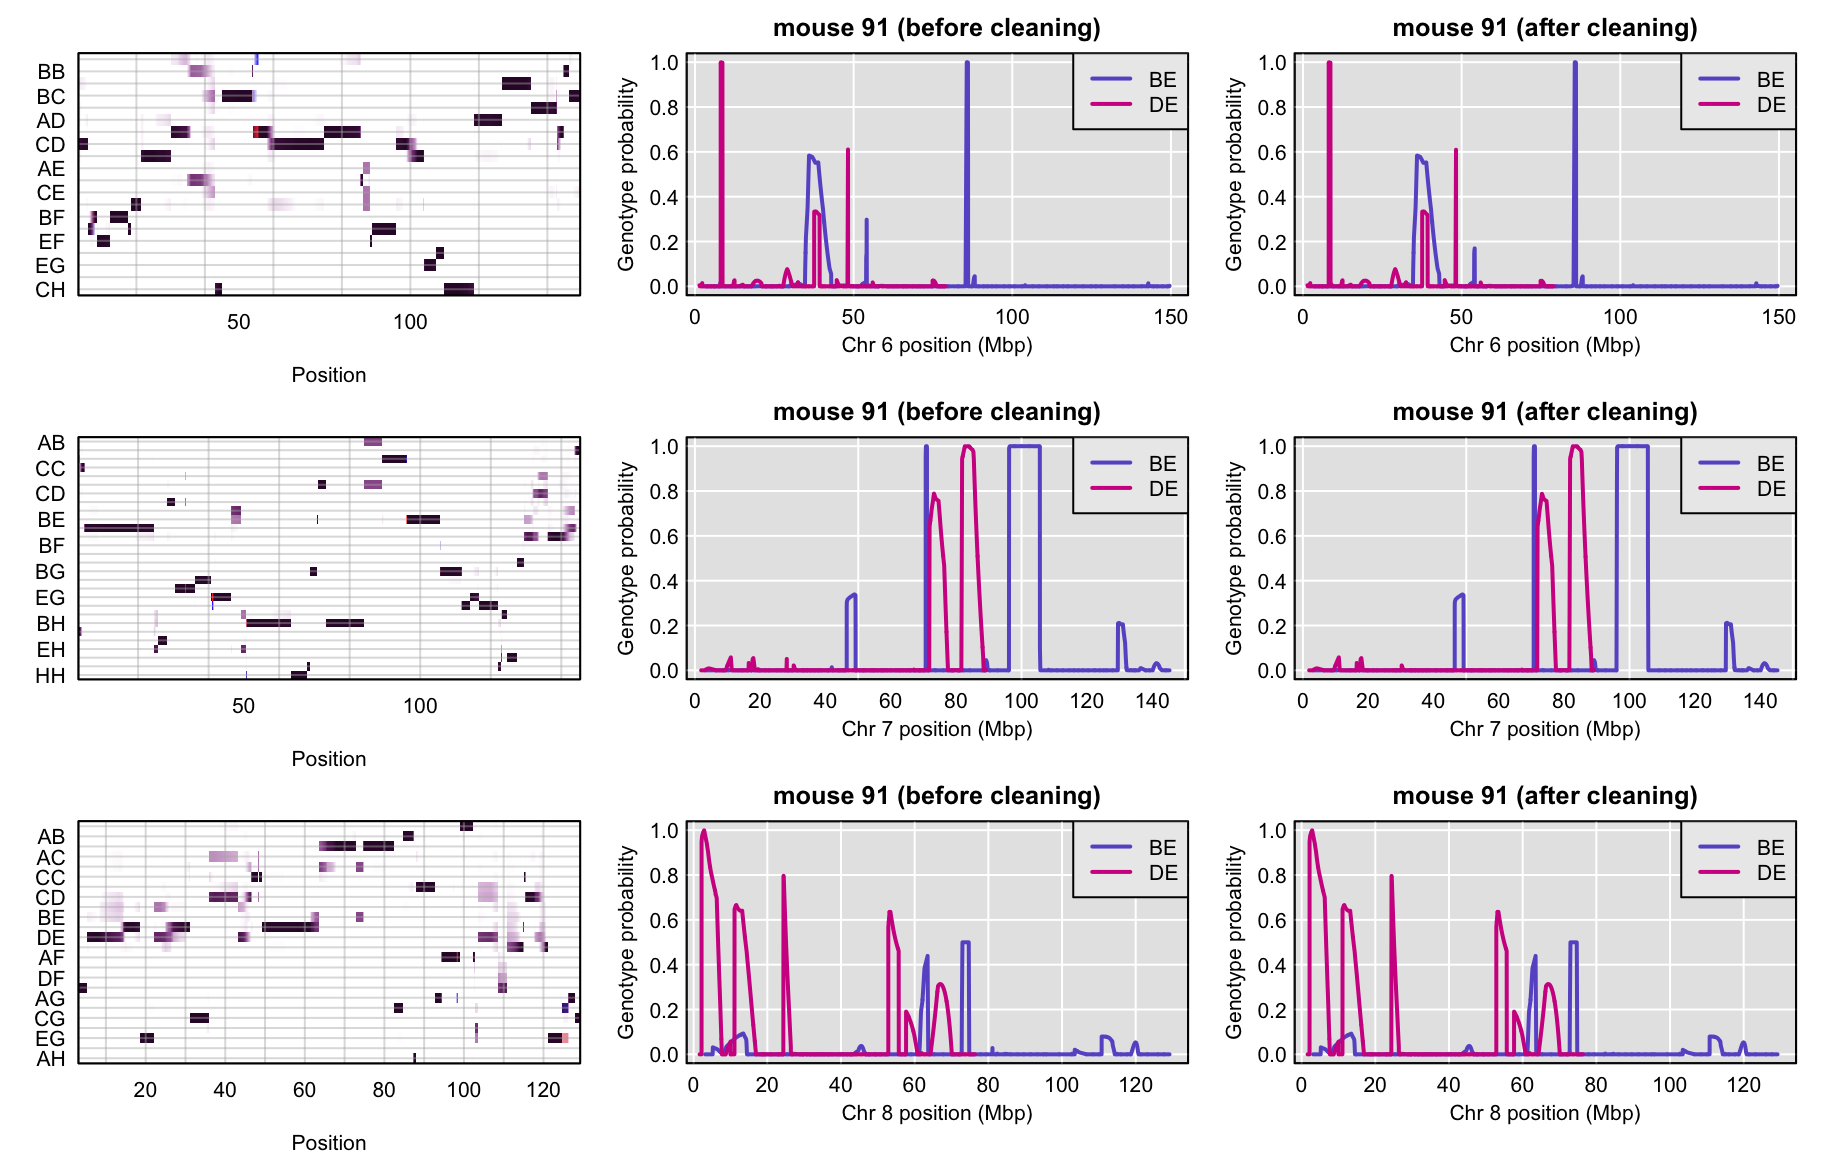 BB
BC
AD
CD
AE
CE
BF
EF
EG
CH
50 100
Position
mouse 91 (before cleaning)
Genotype probability
1.0
0.8
0.6
0.4
0.2
0.0
BE
DE
0 50 100 150
Chr 6 position (Mbp)
mouse 91 (after cleaning)
Genotype probability
1.0
0.8
0.6
0.4
0.2
0.0
BE
DE
0 50 100 150
Chr 6 position (Mbp)
AB
CC
CD
BE
BF
BG
EG
BH
EH
HH
50 100
Position
mouse 91 (before cleaning)
Genotype probability
1.0
0.8
0.6
0.4
0.2
0.0
BE
DE
0 20 40 60 80 100 120 140
Chr 7 position (Mbp)
mouse 91 (after cleaning)
Genotype probability
1.0
0.8
0.6
0.4
0.2
0.0
BE
DE
0 20 40 60 80 100 120 140
Chr 7 position (Mbp)
AB
AC
CC
CD
BE
DE
AF
DF
AG
CG
EG
AH
20 40 60 80 100 120
Position
mouse 91 (before cleaning)
Genotype probability
1.0
0.8
0.6
0.4
0.2
0.0
BE
DE
0 20 40 60 80 100 120
Chr 8 position (Mbp)
mouse 91 (after cleaning)
Genotype probability
1.0
0.8
0.6
0.4
0.2
0.0
BE
DE
0 20 40 60 80 100 120
Chr 8 position (Mbp)